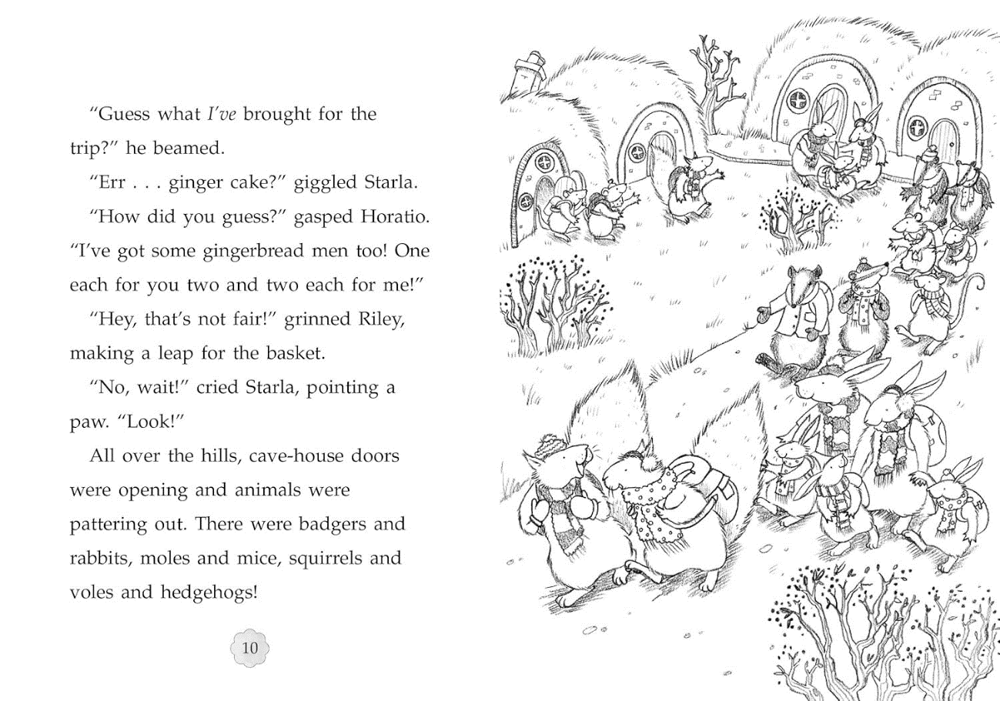 “Guess what I’ve brought for the
trip?” he beamed.
“Err . . . ginger cake?” giggled Starla.
“How did you guess?” gasped Horatio.
“I’ve got some gingerbread men too! One
each for you two and two each for me!”
“Hey, that’s not fair!” grinned Riley,
making a leap for the basket.
“No, wait!” cried Starla, pointing a
paw. “Look!”
All over the hills, cave-house doors
were opening and animals were
pattering out. There were badgers and
rabbits, moles and mice, squirrels and
voles and hedgehogs!
10